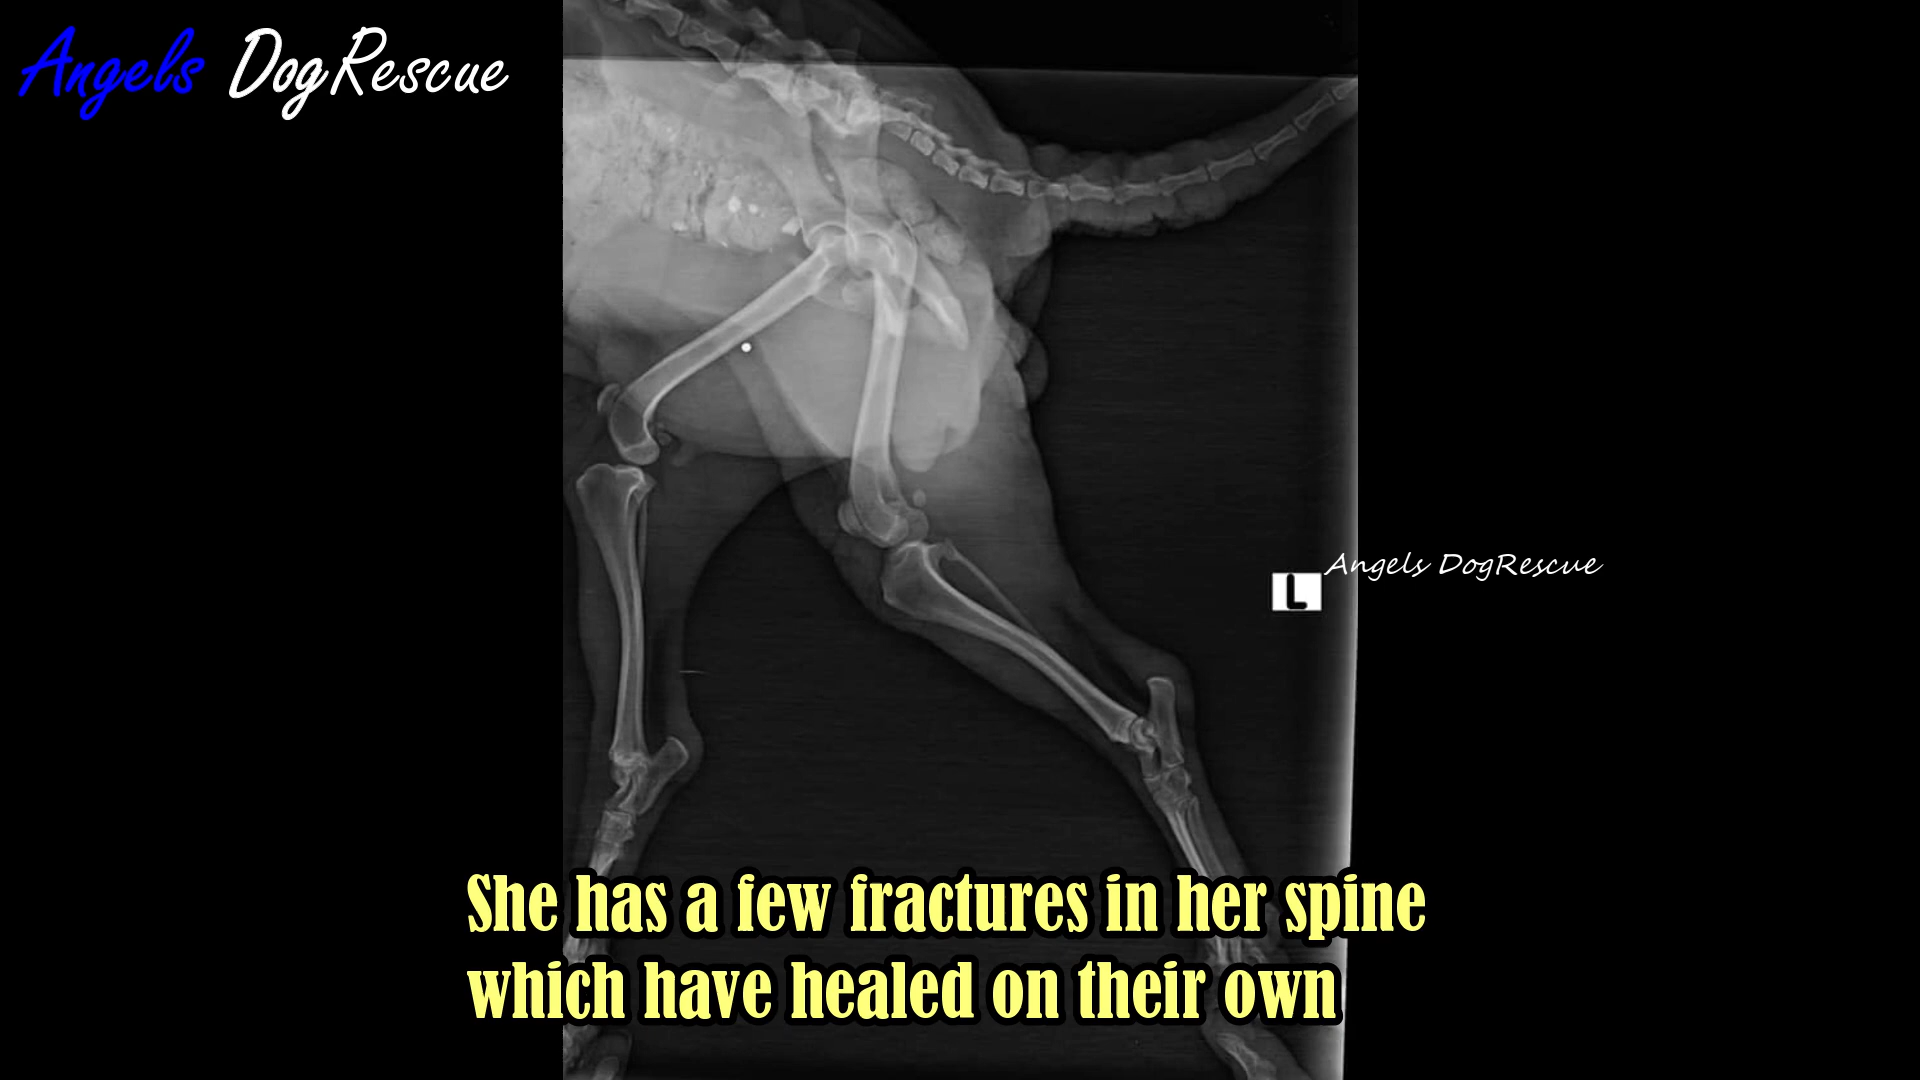 Angels DogRescue
Angels DogRescue
L
She has a few fractures in her spine
which have healed on their own